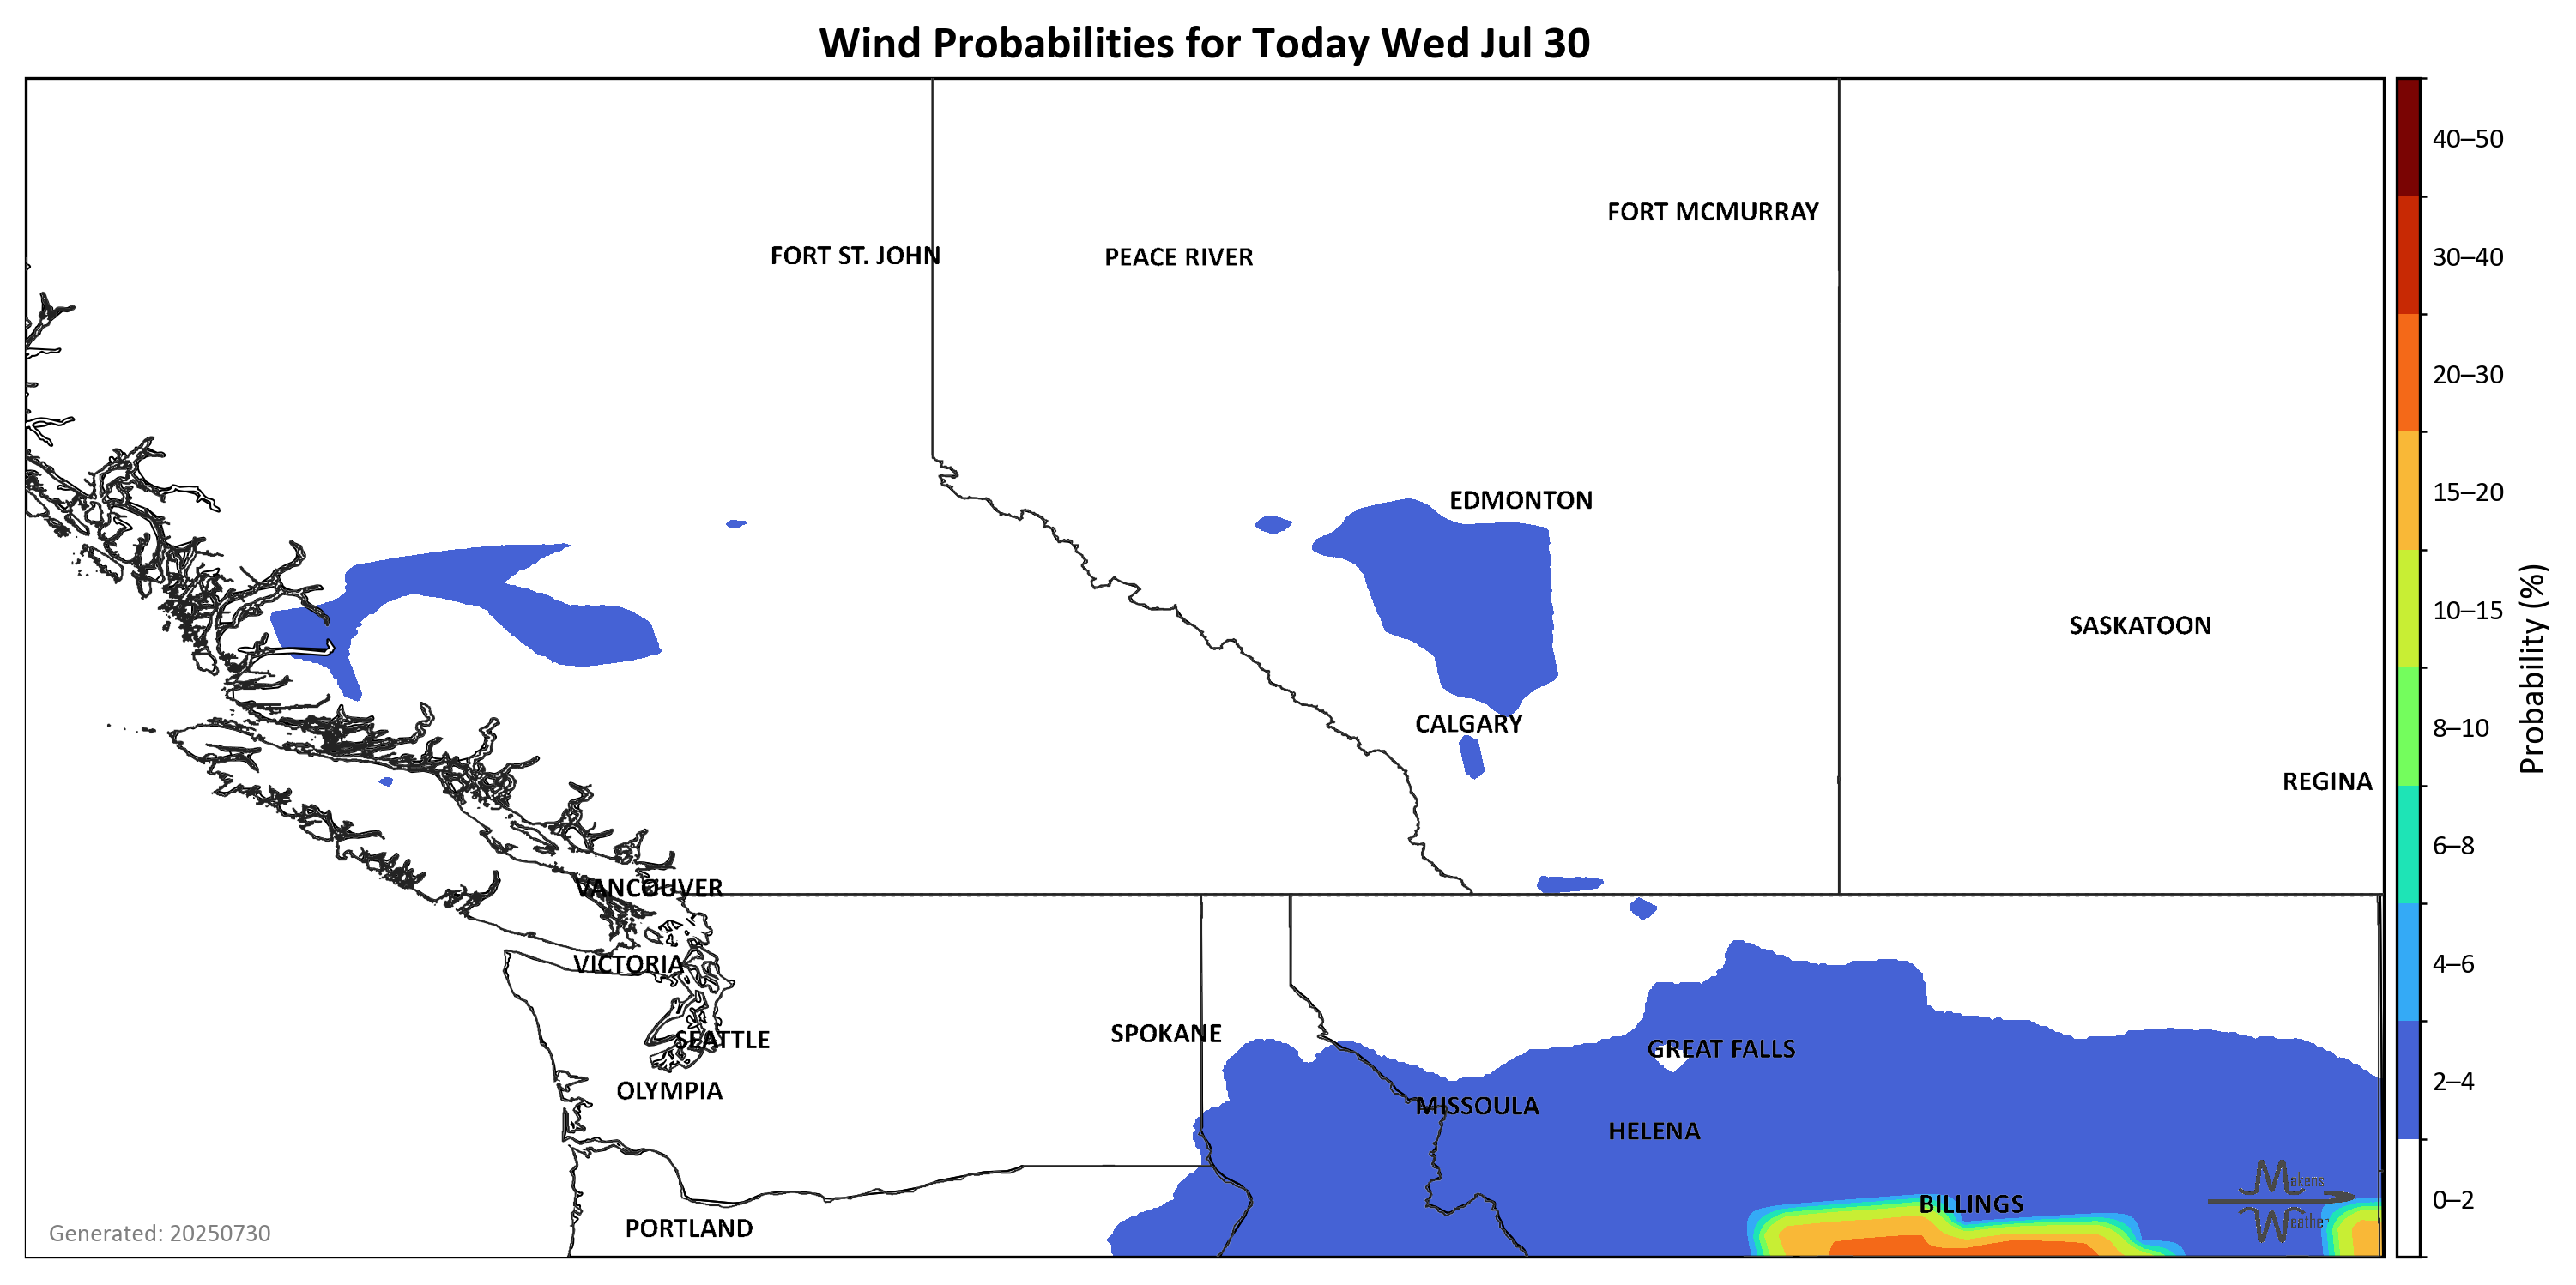 Wind Probabilities for Today Wed Jul 30
FORT MCMURRAY
FORT ST. JOHN
PEACE RIVER
EDMONTON
SASKATOON
CALGARY
REGINA
VANCOUVER
VICTORIA
SPOKANE
SEATTLE
GREAT FALLS
OLYMPIA
MISSOULA
HELENA
BILLINGS
PORTLAND
Mokens
Weather
Generated: 20250730
40–50
30–40
20–30
15–20
10–15
8–10
6–8
4–6
2–4
0–2
Probability (%)